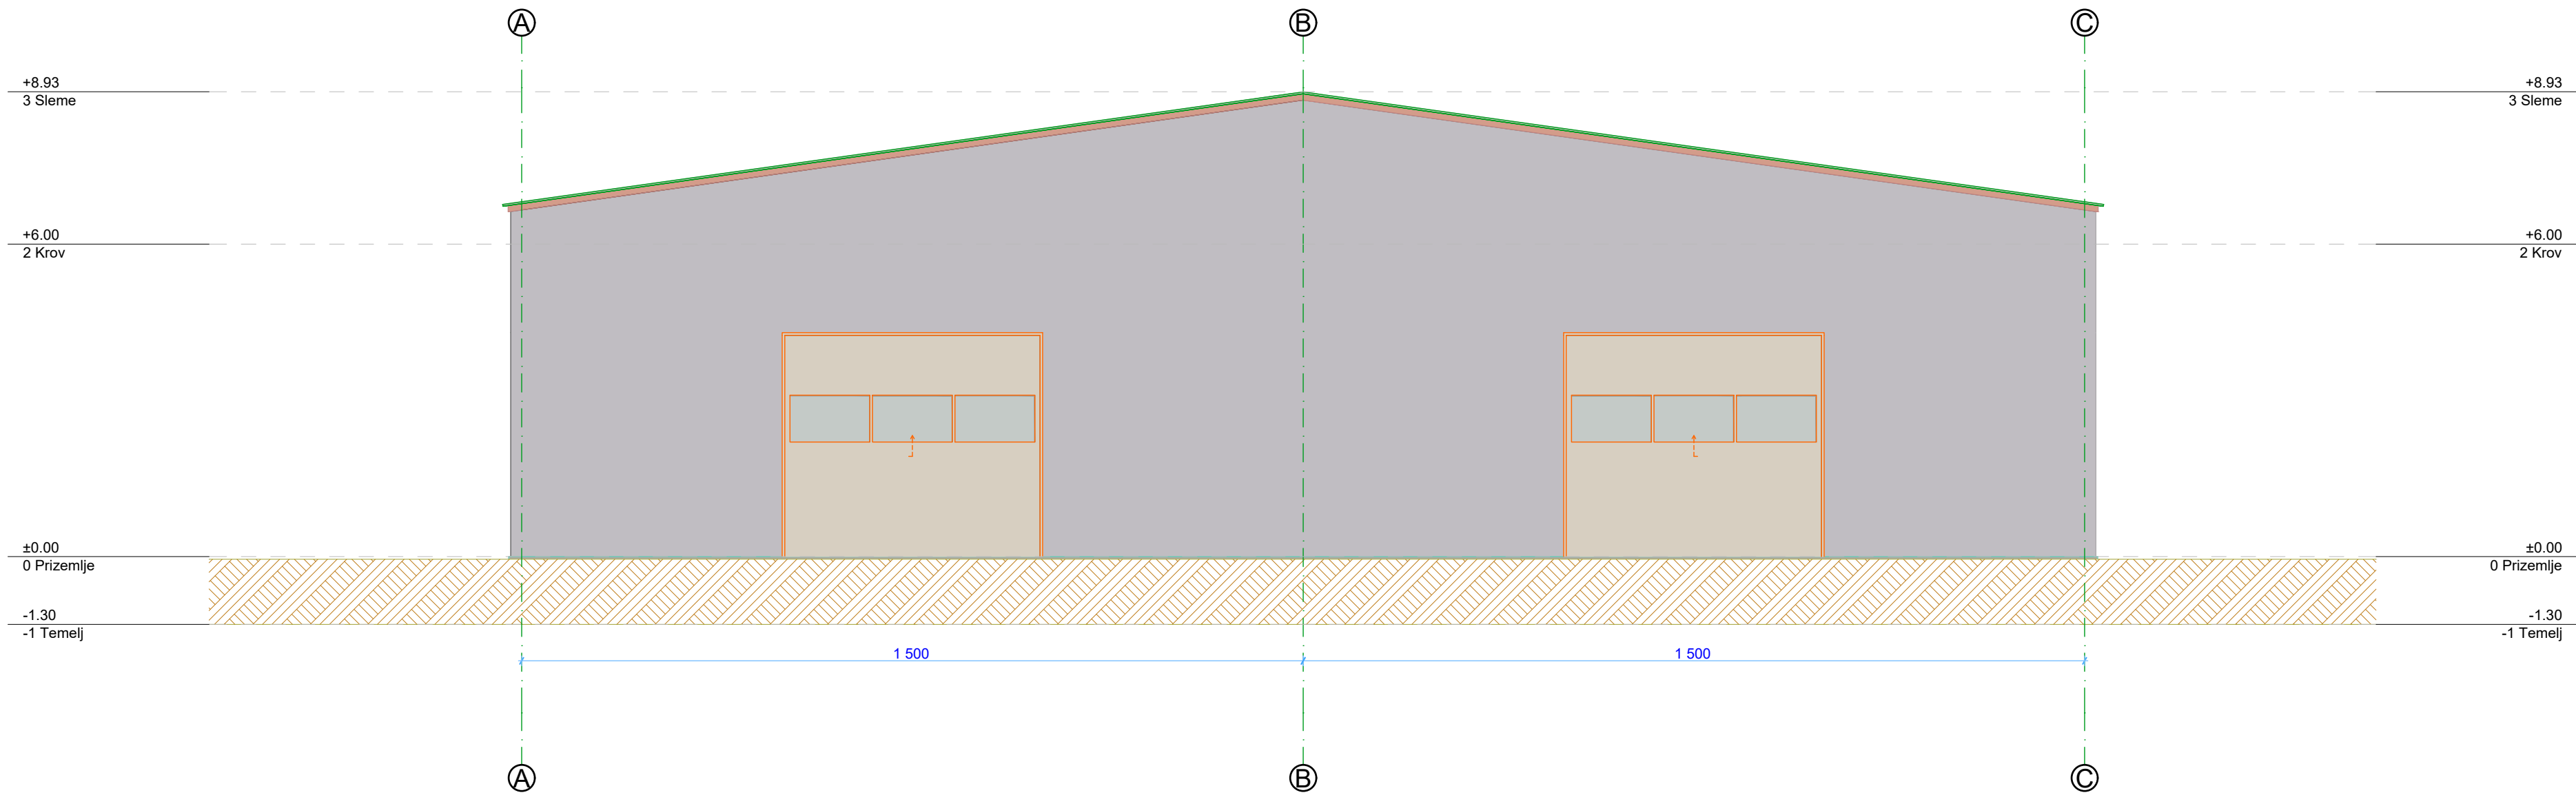 A B C
+8.93 +8.93
3 Sleme 3 Sleme
+6.00 +6.00
2 Krov 2 Krov
±0.00 ±0.00
0 Prizemlje 0 Prizemlje
-1.30 -1.30
-1 Temelj -1 Temelj
1 500 1 500
A B C